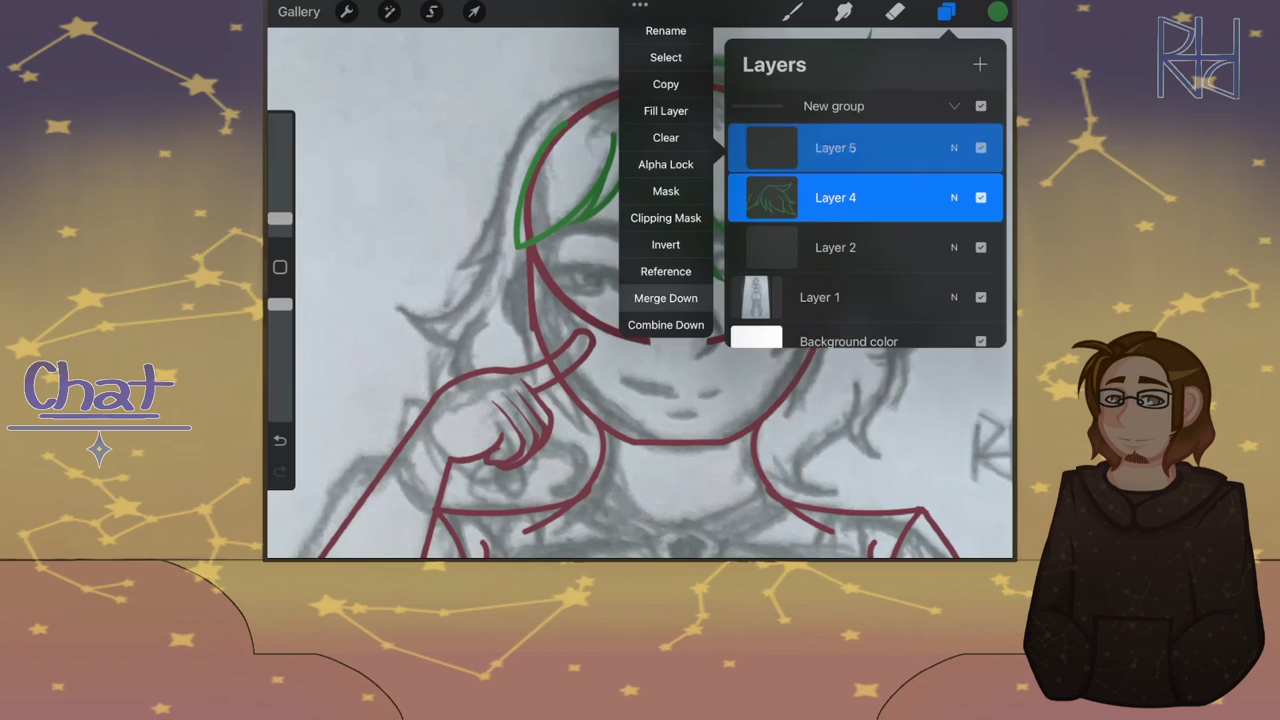 Gallery
Rename
Select
Copy
Fill Layer
Clear
Alpha Lock
Mask
Clipping Mask
Invert
Reference
Merge Down
Combine Down
Layers
New group
Layer 5 N
Layer 4 N
Layer 2 N
Layer 1 N
Background color
Chat